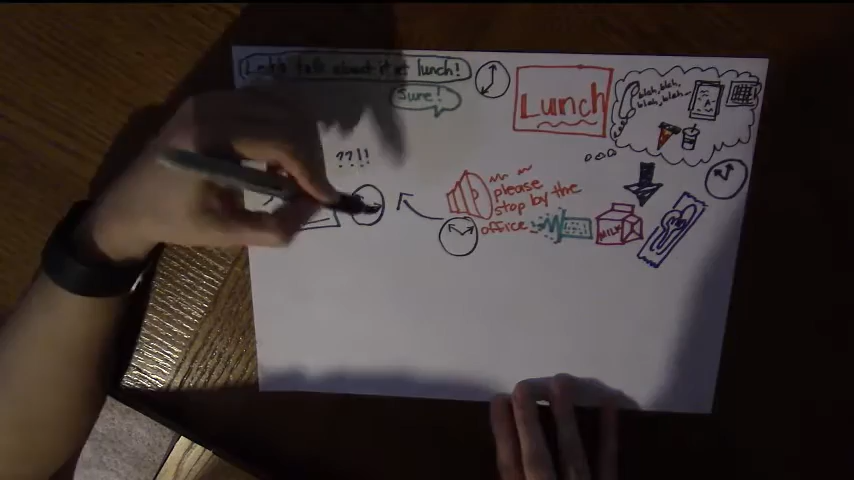 Let's talk about it at lunch!
Sure!
Lunch
blah, blah,
blah, blah
??!!
please
stop by the
office
MILK